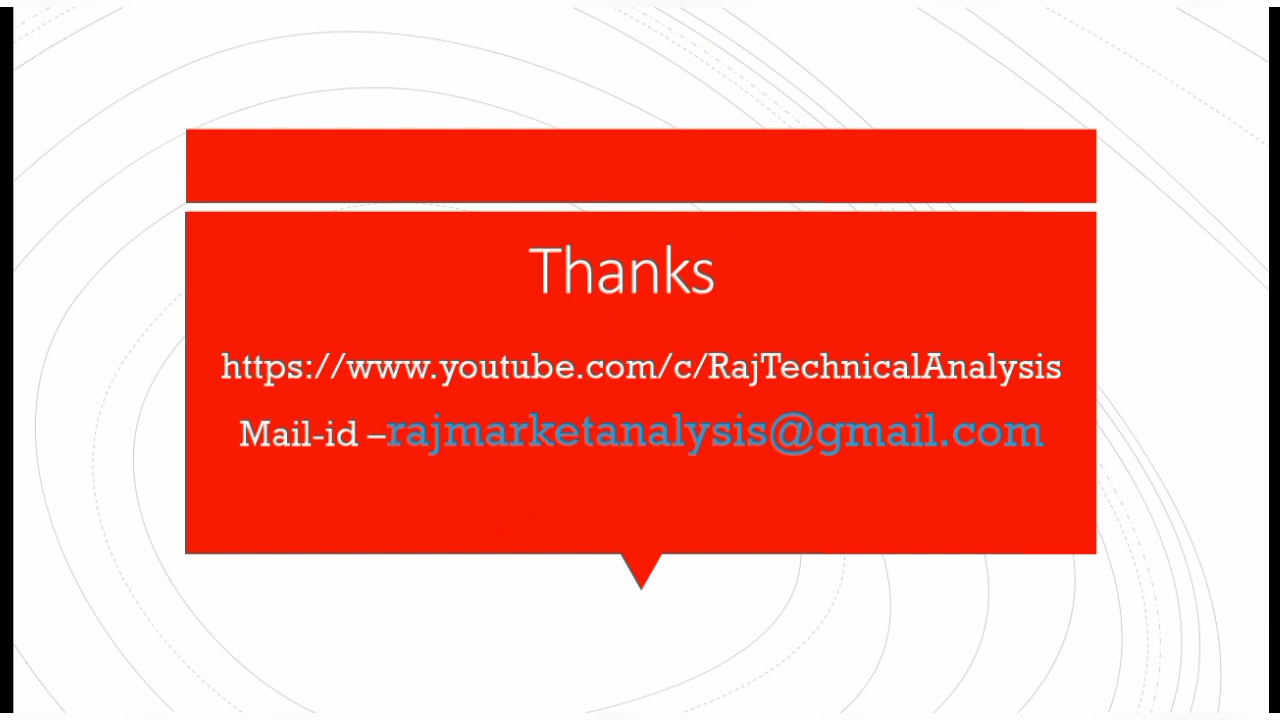 Thanks
https://www.youtube.com/c/RajTechnicalAnalysis
Mail-id –rajmarketanalysis@gmail.com